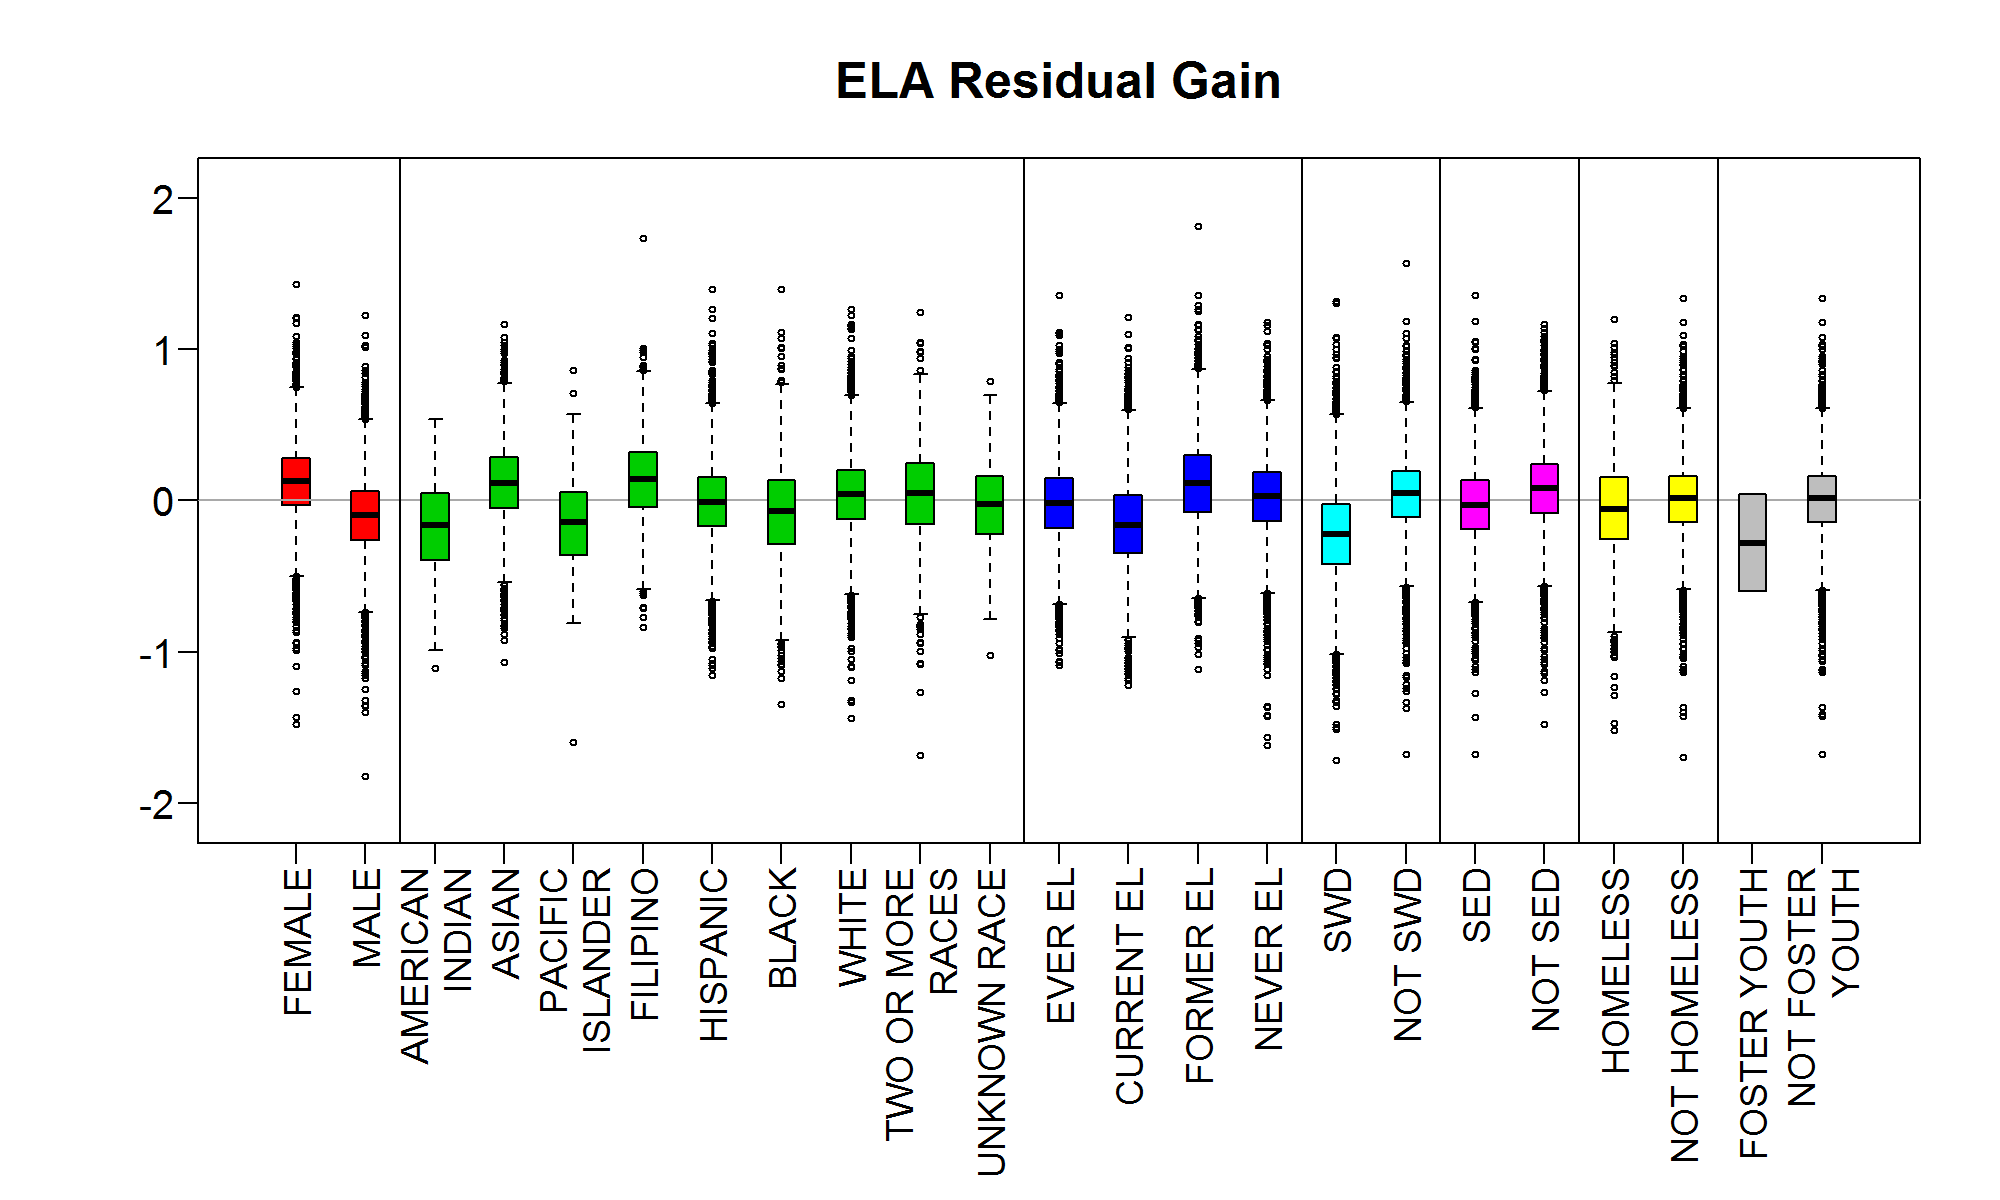 ELA Residual Gain
2
1
0
-1
-2
FEMALE
MALE
AMERICAN
INDIAN
ASIAN
PACIFIC
ISLANDER
FILIPINO
HISPANIC
BLACK
WHITE
TWO OR MORE
RACES
UNKNOWN RACE
EVER EL
CURRENT EL
FORMER EL
NEVER EL
SWD
NOT SWD
SED
NOT SED
HOMELESS
NOT HOMELESS
FOSTER YOUTH
NOT FOSTER
YOUTH